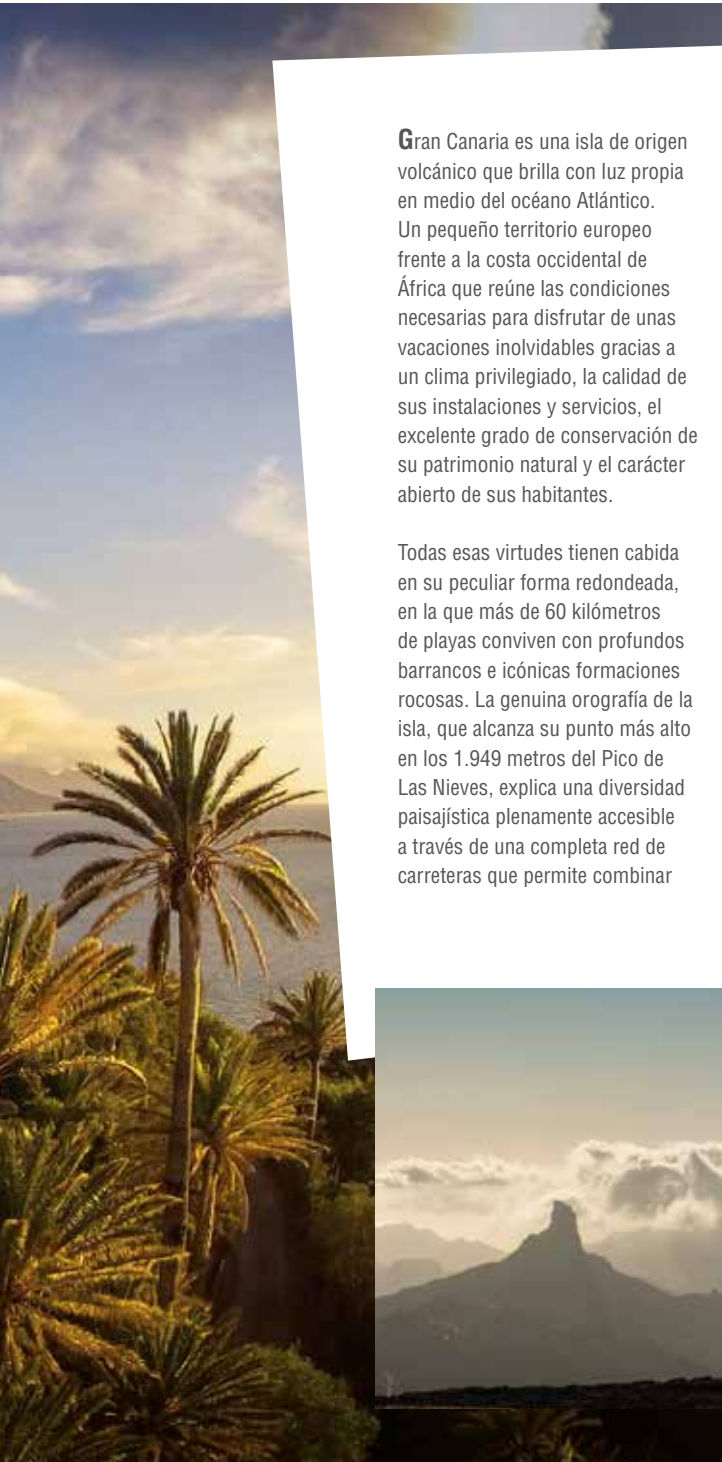 Gran Canaria es una isla de origen
volcánico que brilla con luz propia
en medio del océano Atlántico.
Un pequeño territorio europeo
frente a la costa occidental de
África que reúne las condiciones
necesarias para disfrutar de unas
vacaciones inolvidables gracias a
un clima privilegiado, la calidad de
sus instalaciones y servicios, el
excelente grado de conservación de
su patrimonio natural y el carácter
abierto de sus habitantes.
Todas esas virtudes tienen cabida
en su peculiar forma redondeada,
en la que más de 60 kilómetros
de playas conviven con profundos
barrancos e icónicas formaciones
rocosas. La genuina orografía de la
isla, que alcanza su punto más alto
en los 1.949 metros del Pico de
Las Nieves, explica una diversidad
paisajística plenamente accesible
a través de una completa red de
carreteras que permite combinar